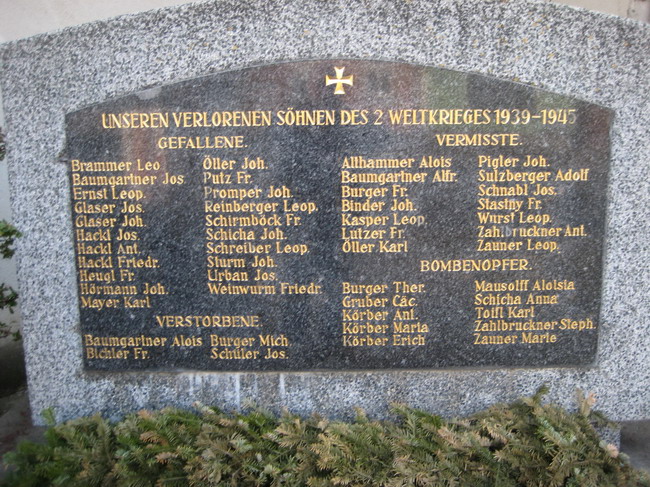 UNSEREN VERLORENEN SÖHNEN DES 2 WELTKRIEGES 1939-1945
GEFALLENE.
Brammer Leo
Baumgartner Jos.
Ernst Leop.
Glaser Jos.
Glaser Joh.
Hackl Jos.
Hackl Ant.
Hackl Friedr.
Heugl Fr.
Hörmann Joh.
Mayer Karl
Öller Joh.
Putz Fr.
Promper Joh.
Reinberger Leop.
Schirmböck Fr.
Schicha Joh.
Schreiber Leop.
Sturm Joh.
Urban Jos.
Weinwurm Friedr.
VERSTORBENE.
Baumgartner Alois
Bichler Fr.
Burger Mich.
Schuler Jos.
VERMISSTE.
Allhammer Alois
Baumgartner Alfr.
Burger Fr.
Binder Joh.
Kasper Leop.
Lutzer Fr.
Öller Karl
Pigler Joh.
Sulzberger Adolf
Schnabl Jos.
Stastny Fr.
Wurst Leop.
Zahlbruckner Ant.
Zauner Leop.
BOMBENOPFER.
Burger Ther.
Gruber Cäc.
Körber Ant.
Körber Maria
Körber Erich
Mausolff Aloisia
Schicha Anna
Toifl Karl
Zahlbruckner Steph.
Zauner Marie